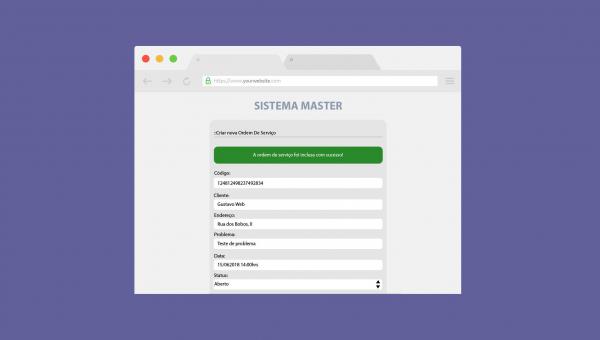 https://www.yourwebsite.com
SISTEMA MASTER
::Criar nova Ordem De Serviço
A ordem de serviço foi inclusa com sucesso!
Código:
124812498237492834
Cliente:
Gustavo Web
Endereço:
Rua dos Bobos, 0
Problema:
Teste de problema
Data:
15/062018 14:00hrs
Status:
Aberto